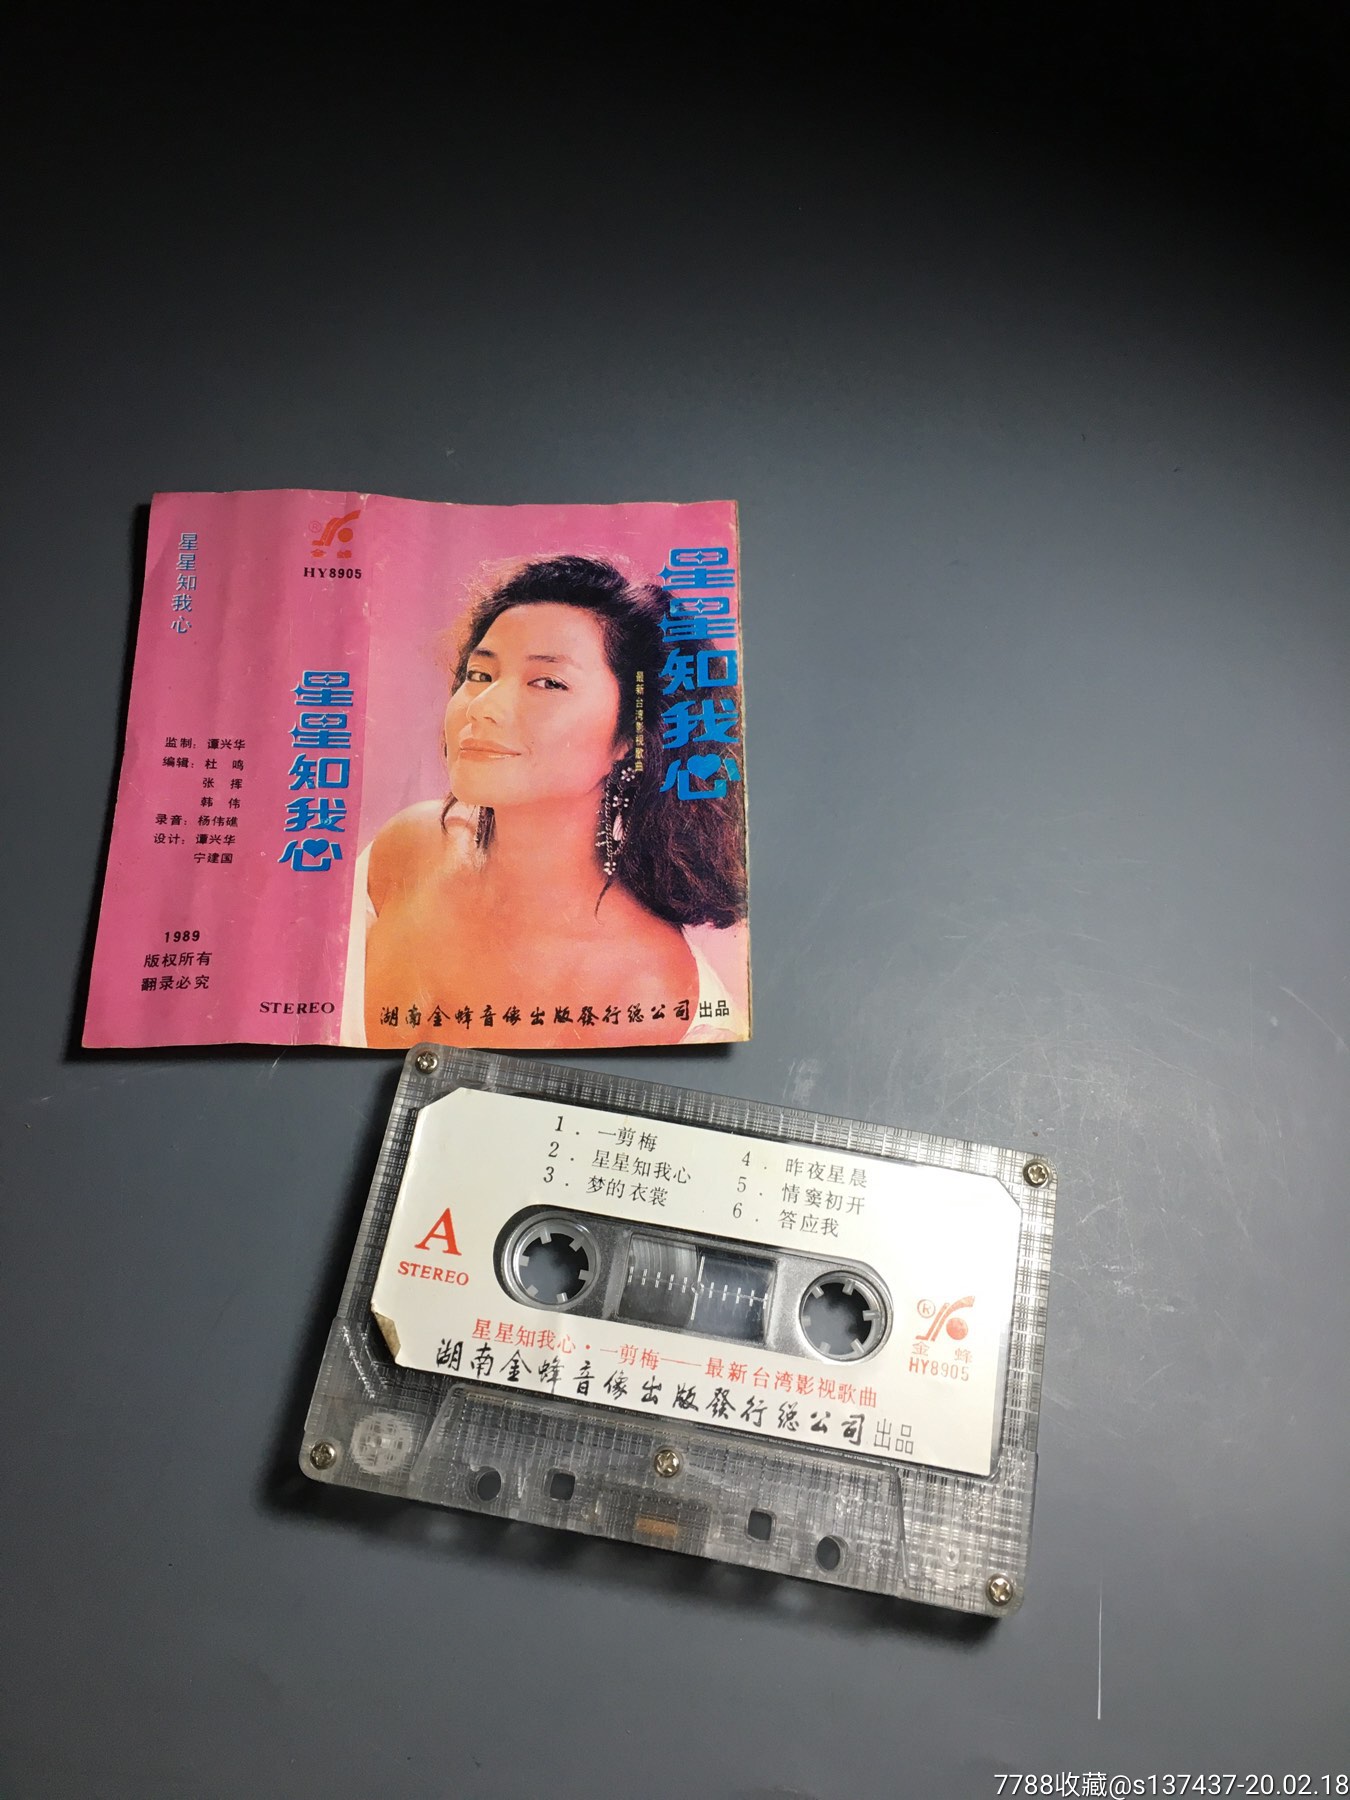 星星知我心
监制：谭兴华
编辑：杜 鸣
张 挥
韩 伟
录音：杨伟礁
设计：谭兴华
宁建国
1989
版权所有
翻录必究
金 蜂
HY8905
星星知我心
STEREO
星星知我心
最新台湾影视歌曲
湖南金蜂音像出版發行總公司 出品
1．一剪梅
2．星星知我心
3．梦的衣裳
4．昨夜星晨
5．情窦初开
6．答应我
A
STEREO
K
金 蜂
HY8905
星星知我心·一剪梅——最新台湾影视歌曲
湖南金蜂音像出版發行總公司 出品
7788收藏@s137437-20.02.18